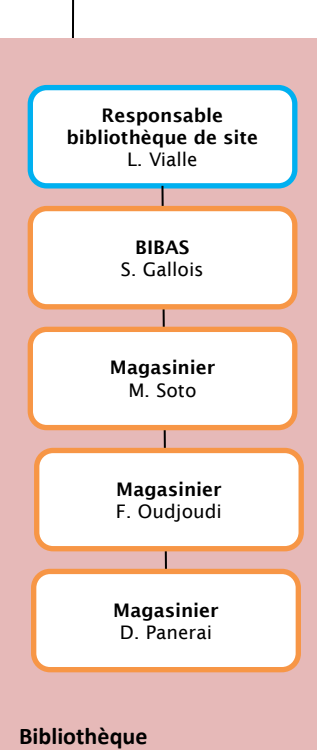 Responsable
bibliothèque de site
L. Vialle
BIBAS
S. Gallois
Magasinier
M. Soto
Magasinier
F. Oudjoudi
Magasinier
D. Panerai
Bibliothèque